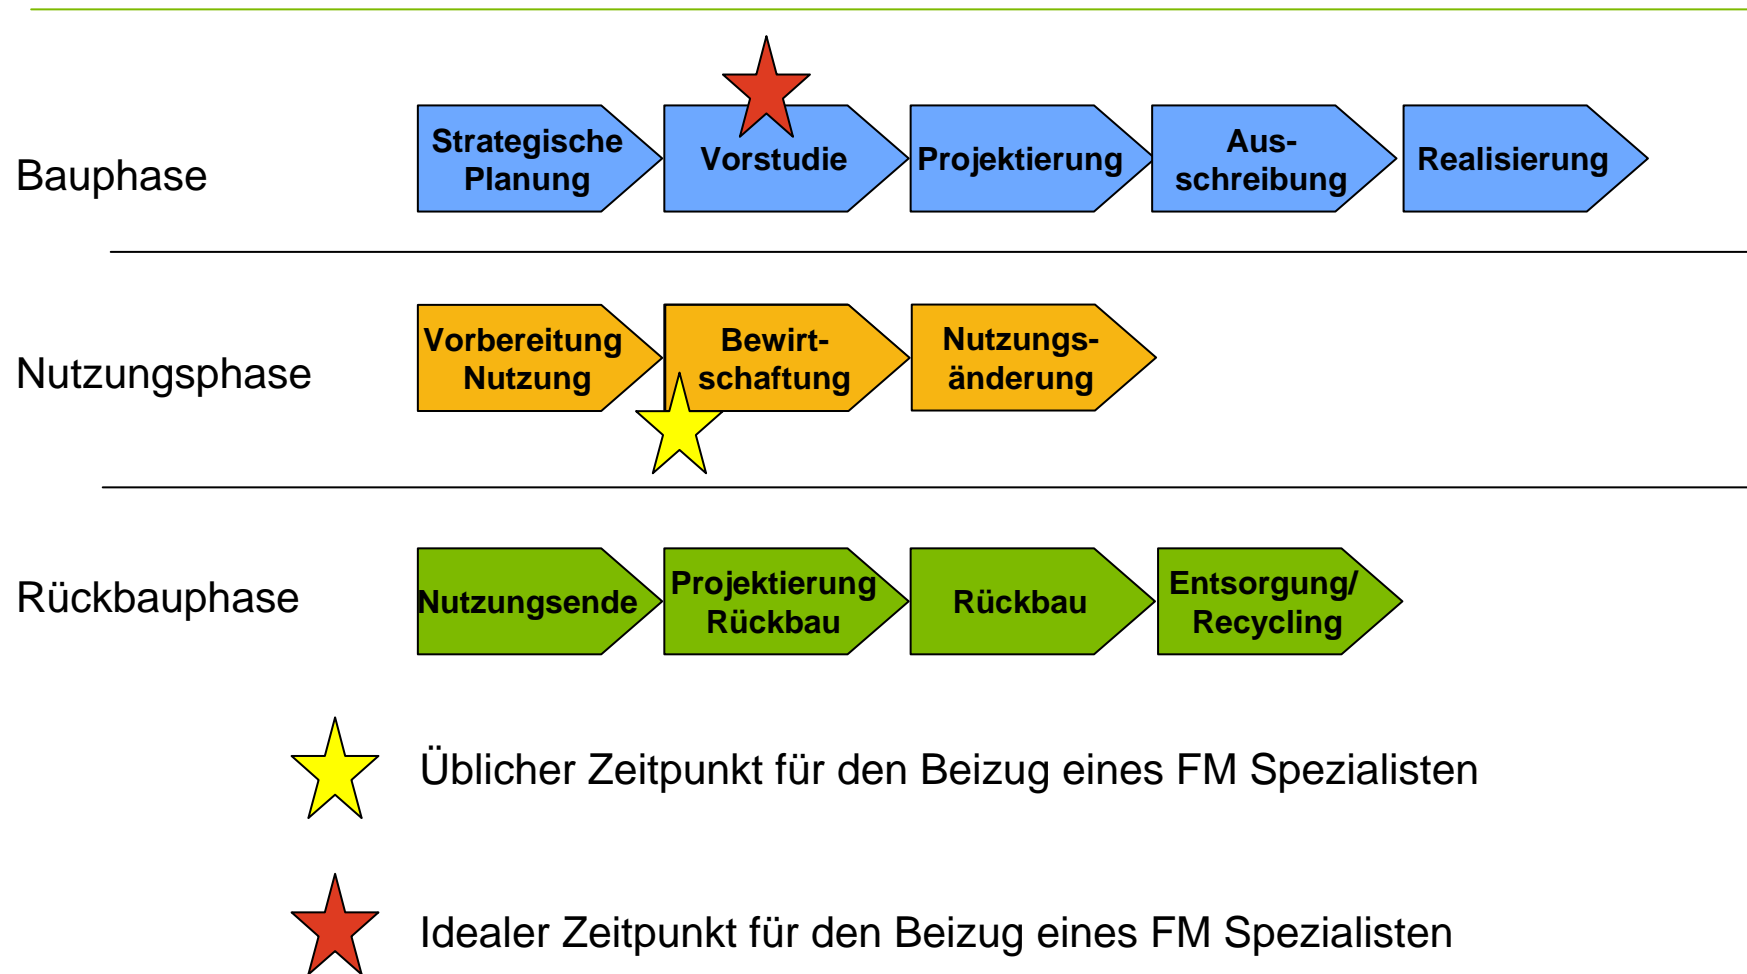 Bauphase
Strategische
Planung
Vorstudie
Projektierung
Aus-
schreibung
Realisierung
Nutzungsphase
Vorbereitung
Nutzung
Bewirt-
schaftung
Nutzungs-
änderung
Rückbauphase
Nutzungsende
Projektierung
Rückbau
Rückbau
Entsorgung/
Recycling
Üblicher Zeitpunkt für den Beizug eines FM Spezialisten
Idealer Zeitpunkt für den Beizug eines FM Spezialisten